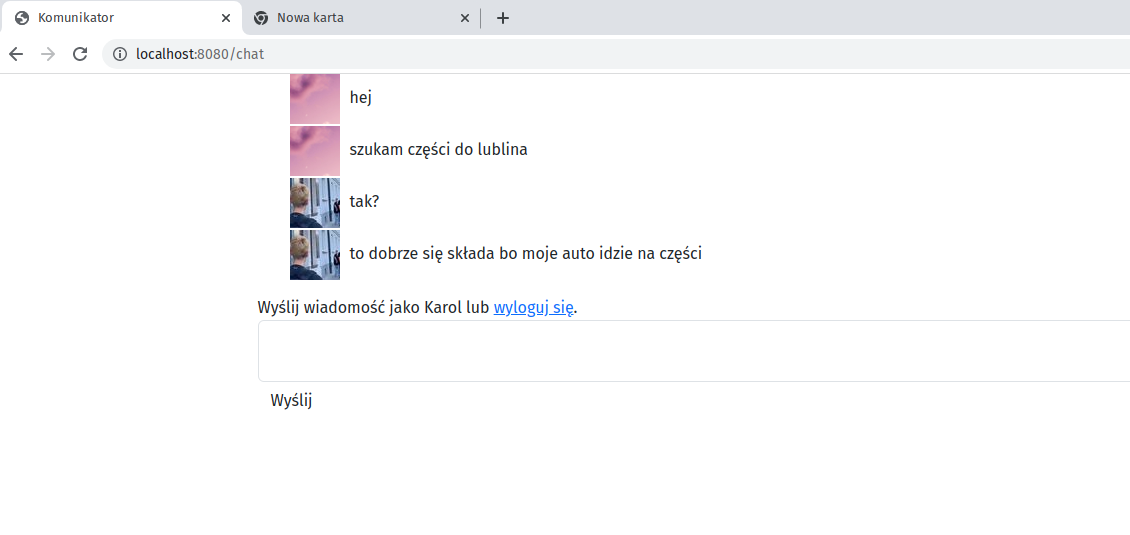 Komunikator
Nowa karta
localhost:8080/chat
hej
szukam części do lublina
tak?
to dobrze się składa bo moje auto idzie na części
Wyślij wiadomość jako Karol lub wyloguj się.
Wyślij